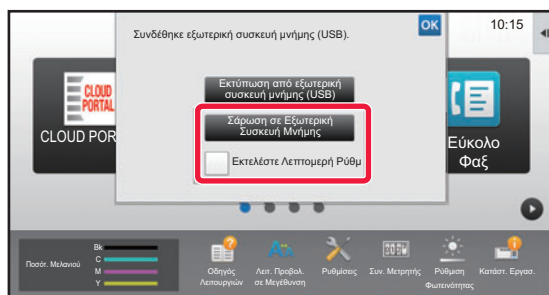 Συνδέθηκε εξωτερική συσκευή μνήμης (USB).
OK
10:15
Εκτύπωση από εξωτερική
συσκευή μνήμης (USB)
Σάρωση σε Εξωτερική
Συσκευή Μνήμης
Εκτελέστε Λεπτομερή Ρύθμ
CLOUD
PORTAL
CLOUD POR
Εύκολο
Φαξ
Ποσότ. Μελανιού
Bk
C
M
Y
Οδηγός
Λειτουργιών
Λειτ. Προβολ.
σε Μεγέθυνση
Ρυθμίσεις
Συν. Μετρητής
Ρύθμιση
Φωτεινότητας
Κατάστ. Εργασ.